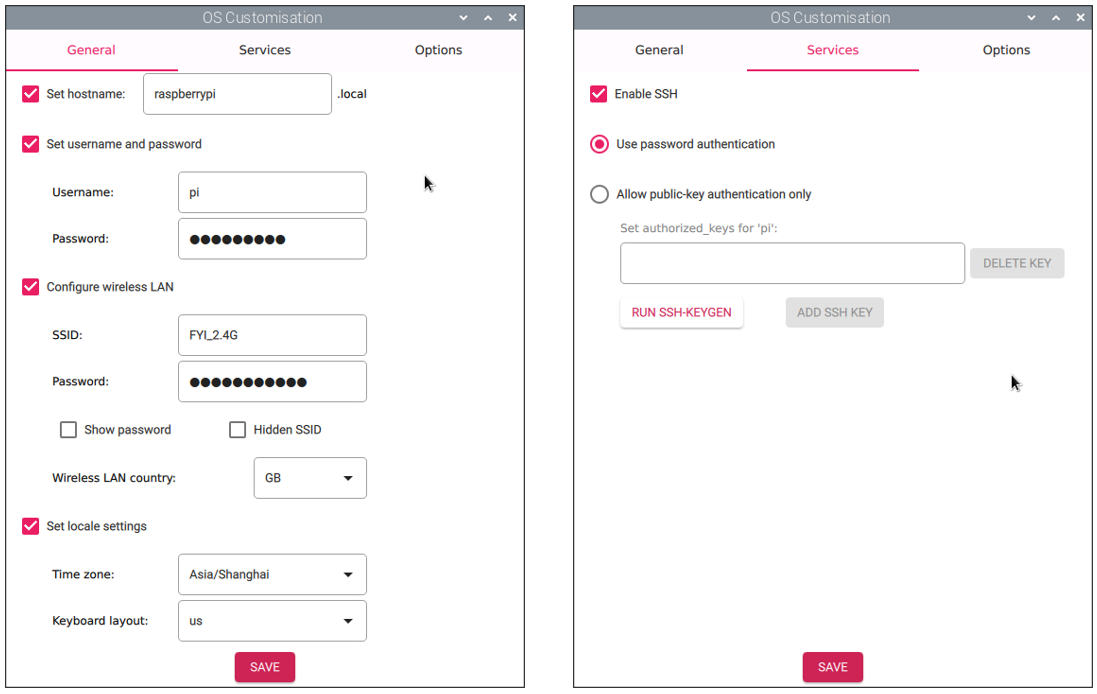 OS Customisation
General Services Options
Set hostname: raspberrypi .local
Set username and password
Username: pi
Password: ●●●●●●●●●
Configure wireless LAN
SSID: FYI_2.4G
Password: ●●●●●●●●●●●
Show password Hidden SSID
Wireless LAN country: GB
Set locale settings
Time zone: Asia/Shanghai
Keyboard layout: us
SAVE
OS Customisation
General Services Options
Enable SSH
Use password authentication
Allow public-key authentication only
Set authorized_keys for 'pi':
DELETE KEY
RUN SSH-KEYGEN ADD SSH KEY
SAVE